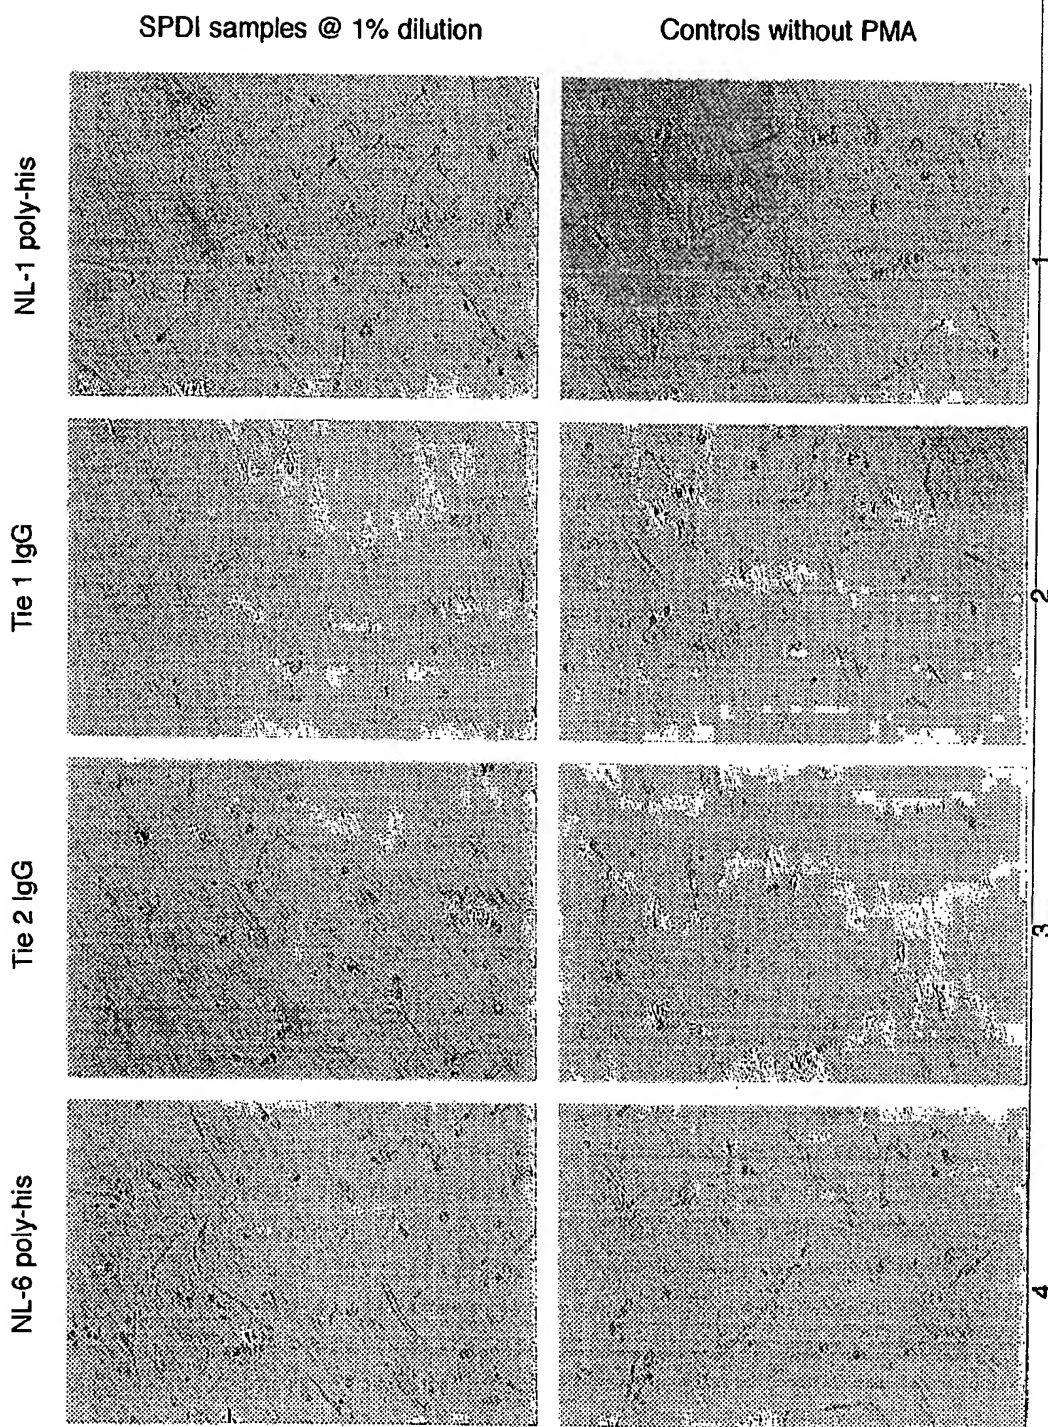 SPDI samples @ 1% dilution
Controls without PMA
NL-1 poly-his
1
Tie 1 IgG
2
Tie 2 IgG
3
NL-6 poly-his
4